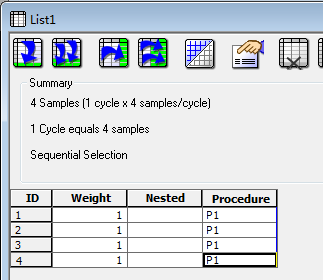 List1
Summary
4 Samples (1 cycle x 4 samples/cycle)
1 Cycle equals 4 samples
Sequential Selection
ID Weight Nested Procedure
1 1 P1
2 1 P1
3 1 P1
4 1 P1